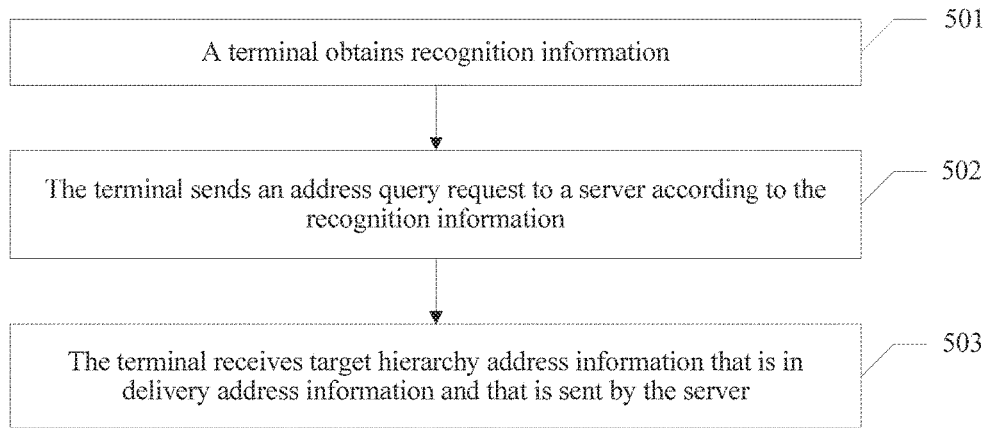 501
A terminal obtains recognition information
502
The terminal sends an address query request to a server according to the
recognition information
503
The terminal receives target hierarchy address information that is in
delivery address information and that is sent by the server